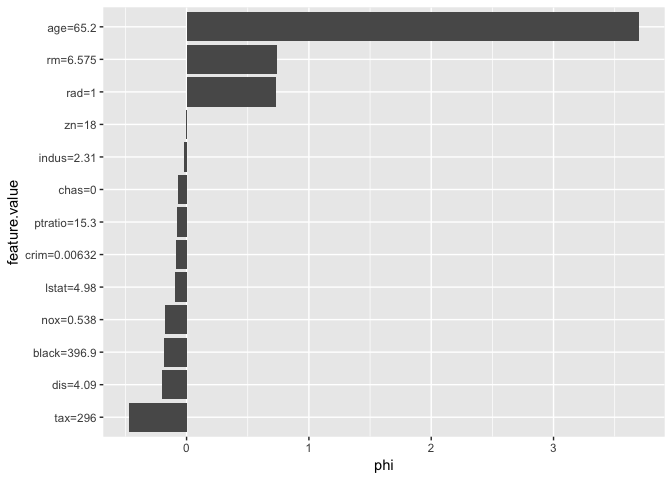 age=65.2
rm=6.575
rad=1
zn=18
indus=2.31
chas=0
ptratio=15.3
crim=0.00632
lstat=4.98
nox=0.538
black=396.9
dis=4.09
tax=296
feature.value
0 1 2 3
phi